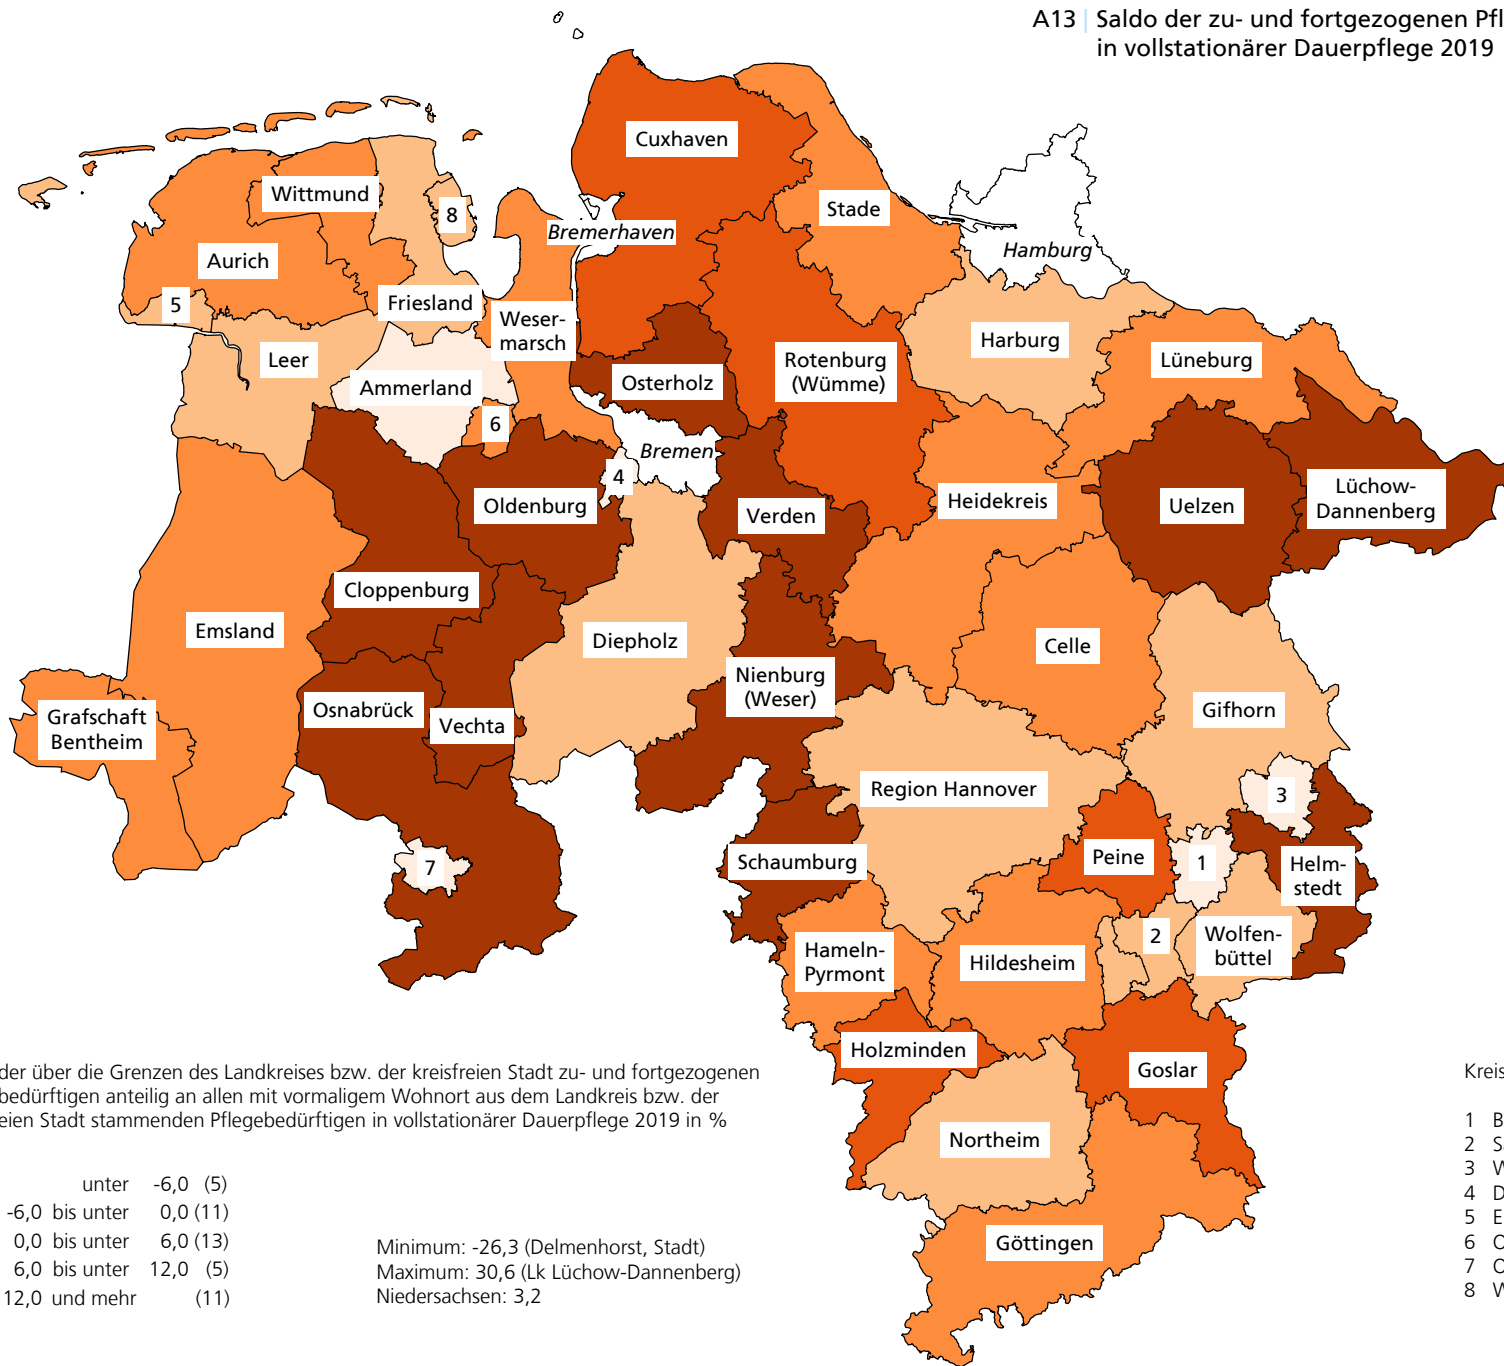 A13 | Saldo der zu- und fortgezogenen Pfl
in vollstationärer Dauerpflege 2019
Cuxhaven
Wittmund
8
Stade
Bremerhaven
Hamburg
Aurich
5
Friesland
Weser-
marsch
Harburg
Leer
Ammerland
Osterholz
Rotenburg
(Wümme)
Lüneburg
6
Bremen
4
Oldenburg
Verden
Heidekreis
Uelzen
Lüchow-
Dannenberg
Cloppenburg
Emsland
Diepholz
Celle
Nienburg
(Weser)
Grafschaft
Bentheim
Osnabrück
Vechta
Gifhorn
Region Hannover
3
Schaumburg
Peine
1
Helm-
stedt
7
Hameln-
Pyrmont
Hildesheim
2
Wolfen-
büttel
Holzminden
Goslar
Northeim
Göttingen
der über die Grenzen des Landkreises bzw. der kreisfreien Stadt zu- und fortgezogenen
bedürftigen anteilig an allen mit vormaligem Wohnort aus dem Landkreis bzw. der
eien Stadt stammenden Pflegebedürftigen in vollstationärer Dauerpflege 2019 in %
unter -6,0 (5)
-6,0 bis unter 0,0 (11)
0,0 bis unter 6,0 (13)
6,0 bis unter 12,0 (5)
12,0 und mehr (11)
Minimum: -26,3 (Delmenhorst, Stadt)
Maximum: 30,6 (Lk Lüchow-Dannenberg)
Niedersachsen: 3,2
Kreis
1 B
2 S
3 W
4 D
5 E
6 O
7 O
8 W